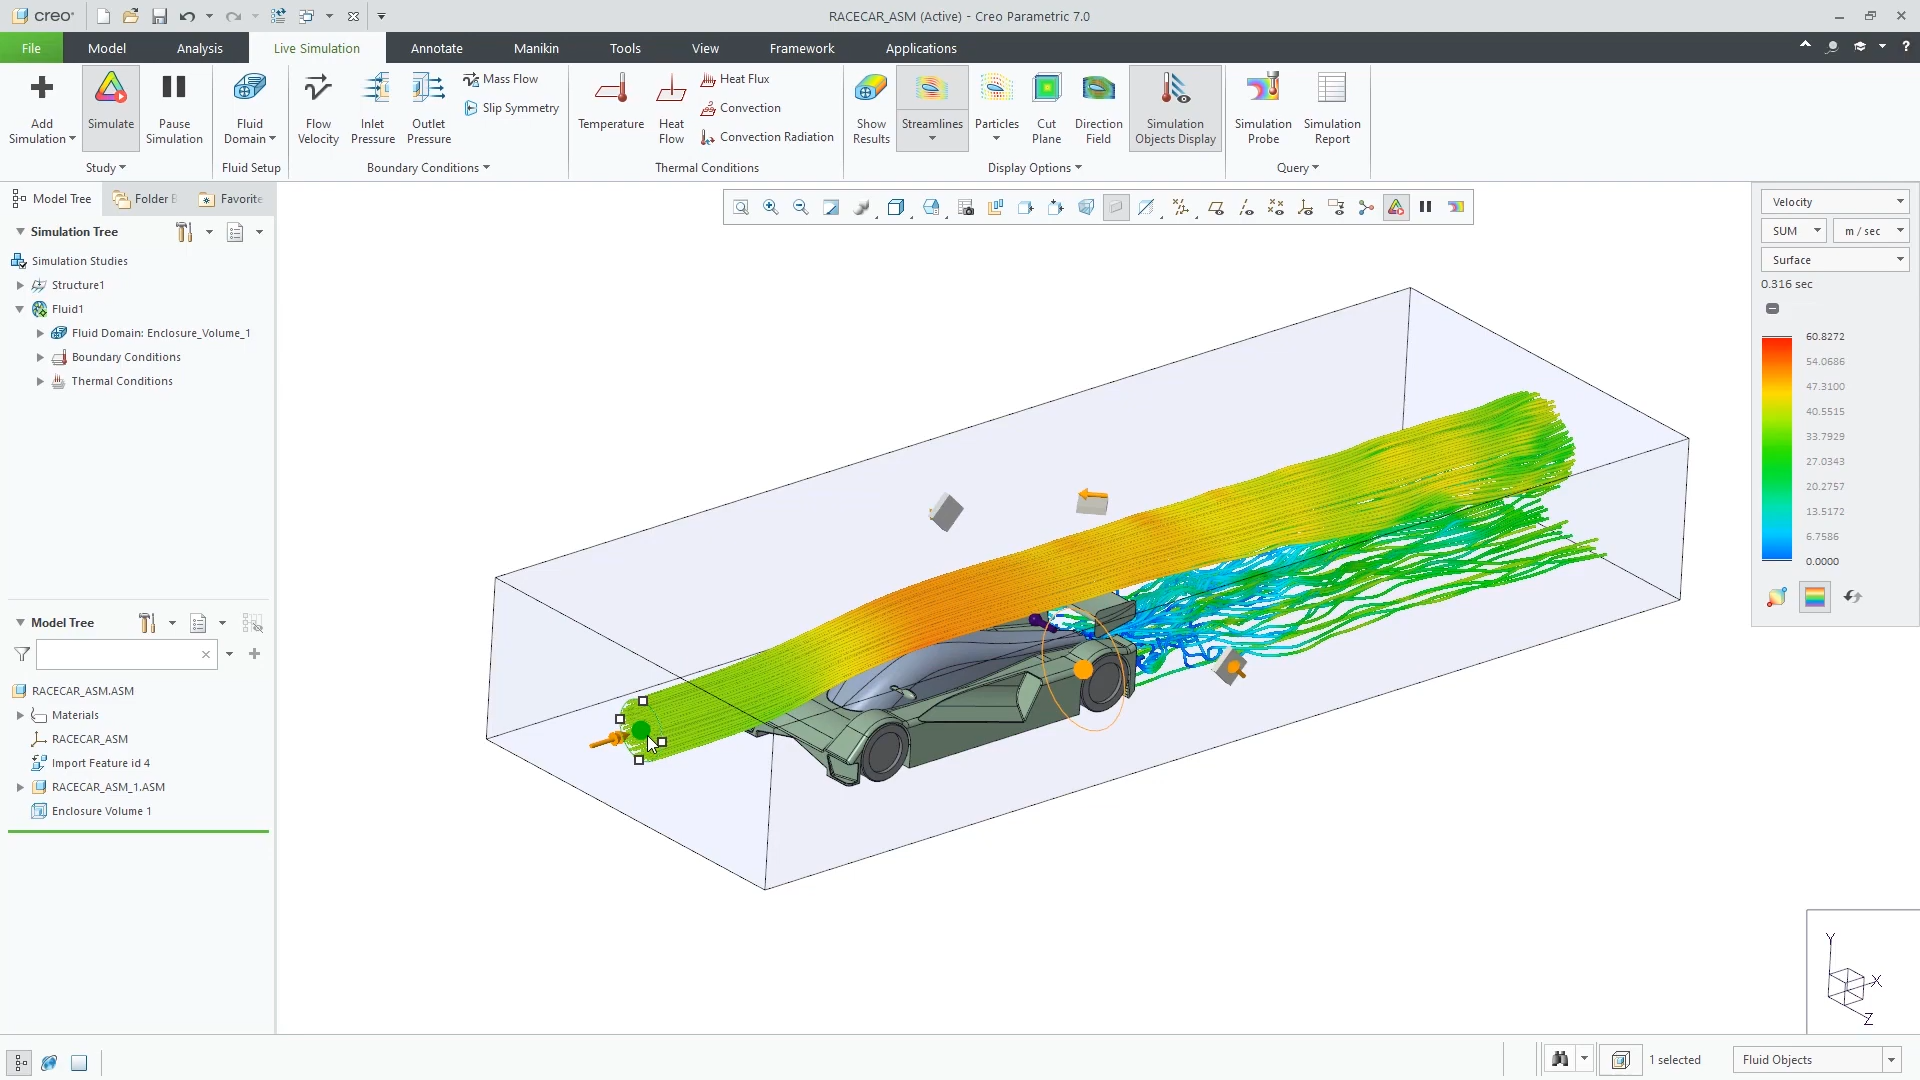 creo
RACECAR_ASM (Active) - Creo Parametric 7.0
File
Model
Analysis
Live Simulation
Annotate
Manikin
Tools
View
Framework
Applications
Add
Simulation
Simulate
Pause
Simulation
Fluid
Domain
Flow
Velocity
Inlet
Pressure
Outlet
Pressure
Mass Flow
Slip Symmetry
Temperature
Heat
Flow
Heat Flux
Convection
Convection Radiation
Show
Results
Streamlines
Particles
Cut
Plane
Direction
Field
Simulation
Objects Display
Simulation
Probe
Simulation
Report
Study
Fluid Setup
Boundary Conditions
Thermal Conditions
Display Options
Query
Model Tree
Folder B
Favorite
Simulation Tree
Simulation Studies
Structure1
Fluid1
Fluid Domain: Enclosure_Volume_1
Boundary Conditions
Thermal Conditions
Model Tree
RACECAR_ASM.ASM
Materials
RACECAR_ASM
Import Feature id 4
RACECAR_ASM_1.ASM
Enclosure Volume 1
Velocity
SUM
m / sec
Surface
0.316 sec
60.8272
54.0686
47.3100
40.5515
33.7929
27.0343
20.2757
13.5172
6.7586
0.0000
Y
X
Z
1 selected
Fluid Objects